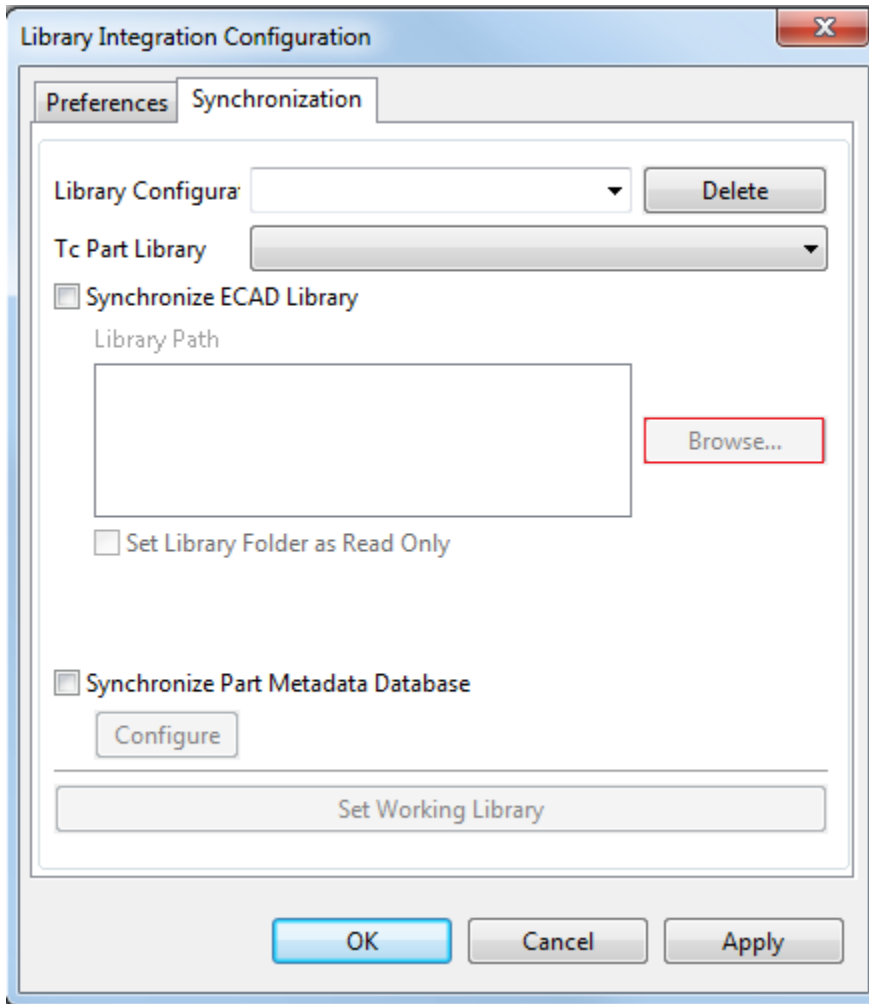 Library Integration Configuration
Preferences Synchronization
Library Configurat Delete
Tc Part Library
Synchronize ECAD Library
Library Path
Browse...
Set Library Folder as Read Only
Synchronize Part Metadata Database
Configure
Set Working Library
OK Cancel Apply